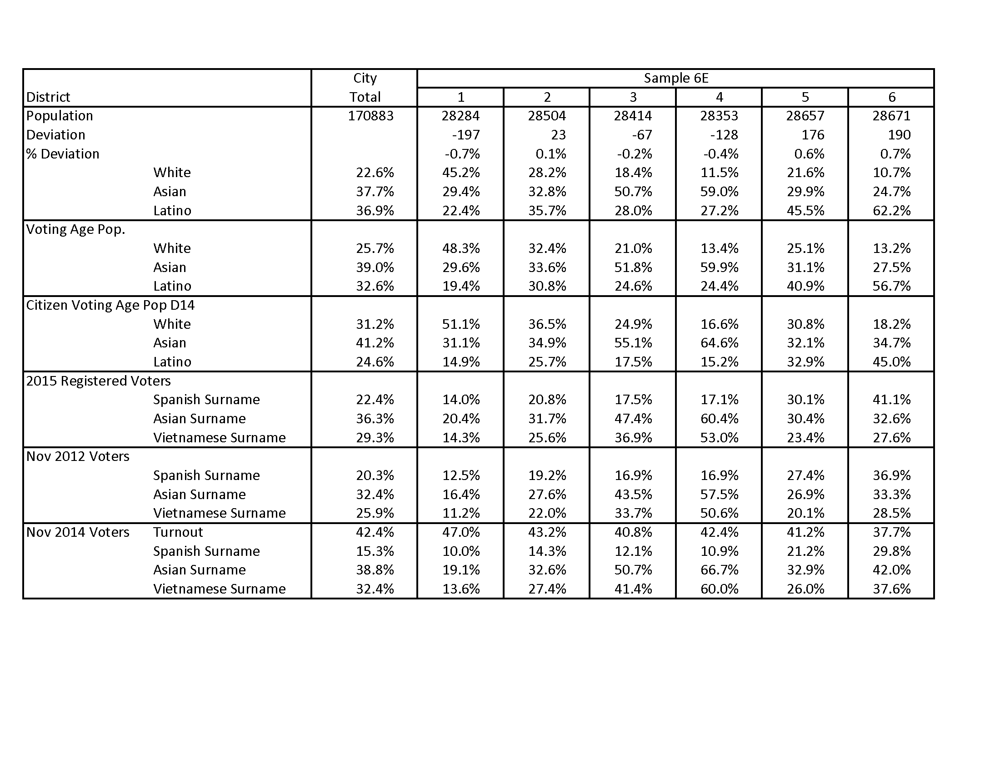 City Sample 6E
District Total 1 2 3 4 5 6
Population 170883 28284 28504 28414 28353 28657 28671
Deviation -197 23 -67 -128 176 190
% Deviation -0.7% 0.1% -0.2% -0.4% 0.6% 0.7%
White 22.6% 45.2% 28.2% 18.4% 11.5% 21.6% 10.7%
Asian 37.7% 29.4% 32.8% 50.7% 59.0% 29.9% 24.7%
Latino 36.9% 22.4% 35.7% 28.0% 27.2% 45.5% 62.2%
Voting Age Pop.
White 25.7% 48.3% 32.4% 21.0% 13.4% 25.1% 13.2%
Asian 39.0% 29.6% 33.6% 51.8% 59.9% 31.1% 27.5%
Latino 32.6% 19.4% 30.8% 24.6% 24.4% 40.9% 56.7%
Citizen Voting Age Pop D14
White 31.2% 51.1% 36.5% 24.9% 16.6% 30.8% 18.2%
Asian 41.2% 31.1% 34.9% 55.1% 64.6% 32.1% 34.7%
Latino 24.6% 14.9% 25.7% 17.5% 15.2% 32.9% 45.0%
2015 Registered Voters
Spanish Surname 22.4% 14.0% 20.8% 17.5% 17.1% 30.1% 41.1%
Asian Surname 36.3% 20.4% 31.7% 47.4% 60.4% 30.4% 32.6%
Vietnamese Surname 29.3% 14.3% 25.6% 36.9% 53.0% 23.4% 27.6%
Nov 2012 Voters
Spanish Surname 20.3% 12.5% 19.2% 16.9% 16.9% 27.4% 36.9%
Asian Surname 32.4% 16.4% 27.6% 43.5% 57.5% 26.9% 33.3%
Vietnamese Surname 25.9% 11.2% 22.0% 33.7% 50.6% 20.1% 28.5%
Nov 2014 Voters Turnout 42.4% 47.0% 43.2% 40.8% 42.4% 41.2% 37.7%
Spanish Surname 15.3% 10.0% 14.3% 12.1% 10.9% 21.2% 29.8%
Asian Surname 38.8% 19.1% 32.6% 50.7% 66.7% 32.9% 42.0%
Vietnamese Surname 32.4% 13.6% 27.4% 41.4% 60.0% 26.0% 37.6%